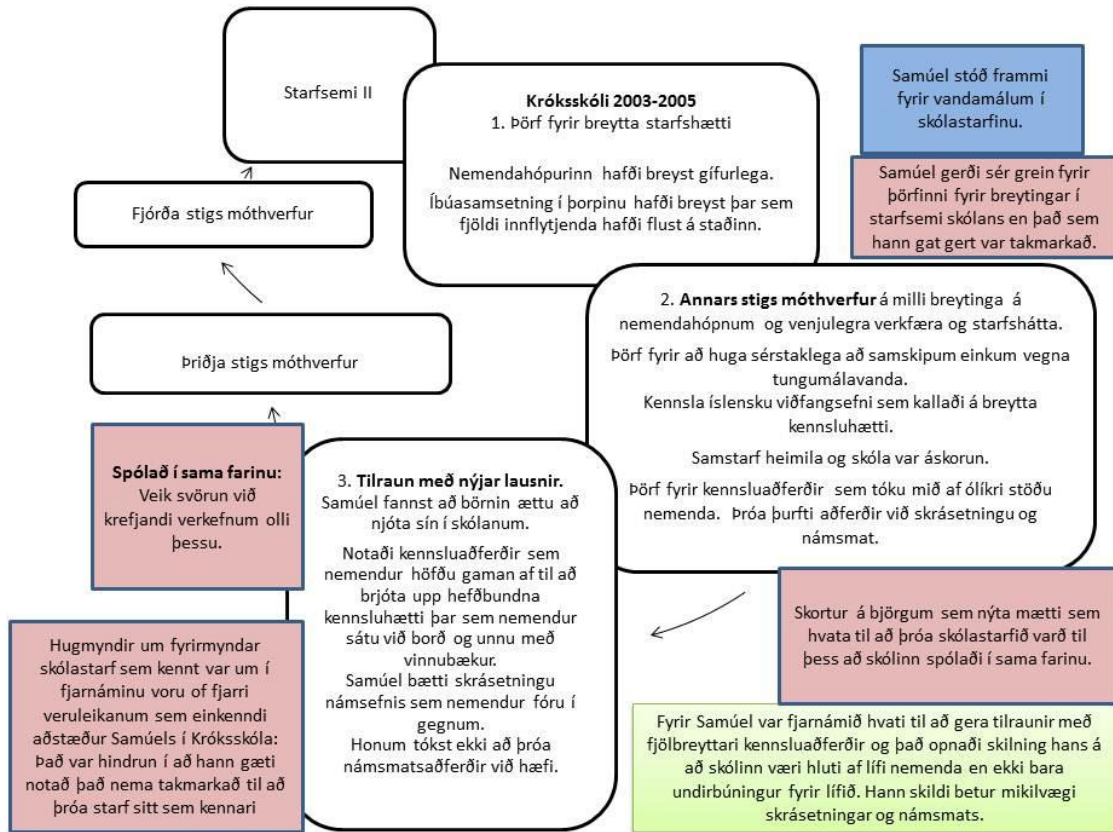 Starfsemi II
Króksskóli 2003-2005
1. Þörf fyrir breytta starfshætti
Nemendahópurinn hafði breyst gífurlega.
Íbúasamsetning í þorpinu hafði breyst þar sem
fjöldi innflytjenda hafði flust á staðinn.
Samúel stóð frammi
fyrir vandamálum í
skólastarfinu.
Samúel gerði sér grein fyrir
þörfinni fyrir breytingar í
starfsemi skólans en það sem
hann gat gert var takmarkað.
Fjórða stigs móthverfur
2. Annars stigs móthverfur á milli breytinga á
nemendahópnum og venjulegra verkfæra og starfshátta.
Þörf fyrir að huga sérstaklega að samskipum einkum vegna
tungumálavanda.
Kennsla íslensku viðfangsefni sem kallaði á breytta
kennsluhætti.
Samstarf heimila og skóla var áskorun.
Þörf fyrir kennsluaðferðir sem tóku mið af ólíkri stöðu
nemenda. Þróa þurfti aðferðir við skrásetningu og
námsmat.
Þriðja stigs móthverfur
Spólað í sama farinu:
Veik svörun við
krefjandi verkefnum olli
þessu.
3. Tilraun með nýjar lausnir.
Samúel fannst að börnin ættu að
njóta sín í skólanum.
Notaði kennsluaðferðir sem
nemendur höfðu gaman af til að
brjóta upp hefðbundna
kennsluhætti þar sem nemendur
sátu við borð og unnu með
vinnubækur.
Samúel bætti skrásetningu
námsefnis sem nemendur fóru í
gegnum.
Honum tókst ekki að þróa
námsmatsaðferðir við hæfi.
Skortur á björgum sem nýta mætti sem
hvata til að þróa skólastarfið varð til
þess að skólinn spólaði í sama farinu.
Hugmyndir um fyrirmyndar
skólastarf sem kennt var um í
fjarnáminu voru of fjarri
veruleikanum sem einkenndi
aðstæður Samúels í Króksskóla:
Það var hindrun í að hann gæti
notað það nema takmarkað til að
þróa starf sitt sem kennari
Fyrir Samúel var fjarnámið hvati til að gera tilraunir með
fjölbreyttari kennsluaðferðir og það opnaði skilning hans á
að skólinn væri hluti af lífi nemenda en ekki bara
undirbúningur fyrir lífið. Hann skildi betur mikilvægi
skrásetningar og námsmats.